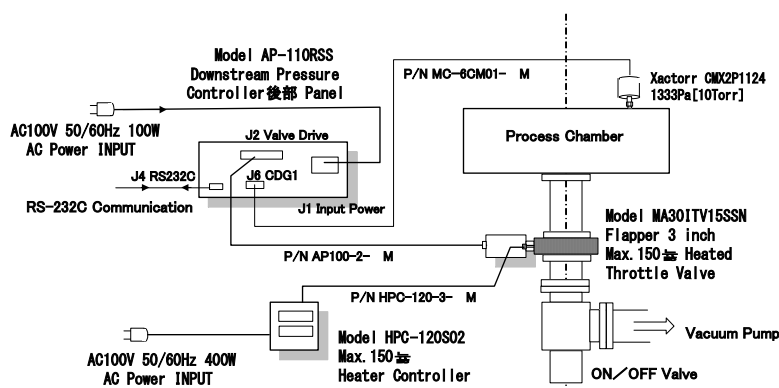 Model AP-110RSS
Downstream Pressure
Controller後部 Panel
P/N MC-6CM01-　M
Xactorr CMX2P1124
1333Pa[10Torr]
AC100V 50/60Hz 100W
AC Power INPUT
J2 Valve Drive
Process Chamber
J4 RS232C
J6 CDG1
RS-232C Communication
J1 Input Power
Model MA30ITV15SSN
Flapper 3 inch
Max.150 Heated
Throttle Valve
P/N AP100-2-　M
P/N HPC-120-3-　M
Model HPC-120S02
Max.150
Heater Controller
Vacuum Pump
AC100V 50/60Hz 400W
AC Power INPUT
ON／OFF Valve